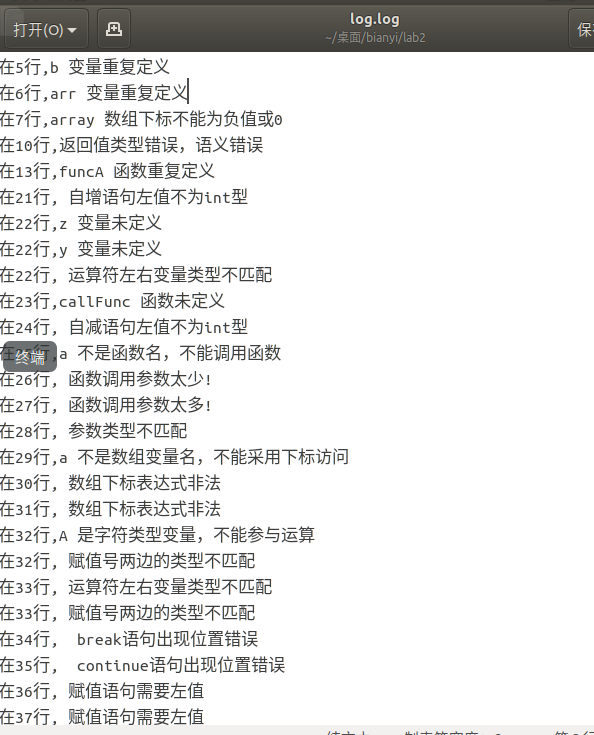 打开(O)
log.log
~/桌面/bianyi/lab2
在5行,b 变量重复定义
在6行,arr 变量重复定义
在7行,array 数组下标不能为负值或0
在10行,返回值类型错误，语义错误
在13行,funcA 函数重复定义
在21行, 自增语句左值不为int型
在22行,z 变量未定义
在22行,y 变量未定义
在22行, 运算符左右变量类型不匹配
在23行,callFunc 函数未定义
在24行, 自减语句左值不为int型
,a 不是函数名，不能调用函数
终端
在26行, 函数调用参数太少!
在27行, 函数调用参数太多!
在28行, 参数类型不匹配
在29行,a 不是数组变量名，不能采用下标访问
在30行, 数组下标表达式非法
在31行, 数组下标表达式非法
在32行,A 是字符类型变量，不能参与运算
在32行, 赋值号两边的类型不匹配
在33行, 运算符左右变量类型不匹配
在33行, 赋值号两边的类型不匹配
在34行,  break语句出现位置错误
在35行,  continue语句出现位置错误
在36行, 赋值语句需要左值
在37行, 赋值语句需要左值